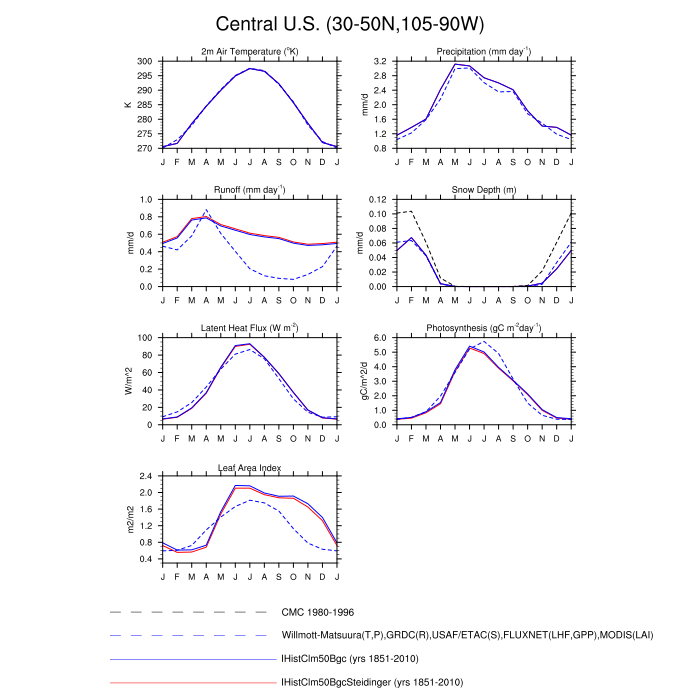 Central U.S. (30-50N,105-90W)
2m Air Temperature (°K)
Precipitation (mm day⁻¹)
300
295
290
285
280
275
270
K
J F M A M J J A S O N D J
3.2
2.8
2.4
2.0
1.6
1.2
0.8
mm/d
J F M A M J J A S O N D J
Runoff (mm day⁻¹)
Snow Depth (m)
1.0
0.8
0.6
0.4
0.2
0.0
mm/d
J F M A M J J A S O N D J
0.12
0.10
0.08
0.06
0.04
0.02
0.00
mm/d
J F M A M J J A S O N D J
Latent Heat Flux (W m⁻²)
Photosynthesis (gC m⁻²day⁻¹)
100
80
60
40
20
0
W/m^2
J F M A M J J A S O N D J
6.0
5.0
4.0
3.0
2.0
1.0
0.0
gC/m^2/d
J F M A M J J A S O N D J
Leaf Area Index
2.4
2.0
1.6
1.2
0.8
0.4
m2/m2
J F M A M J J A S O N D J
CMC 1980-1996
Willmott-Matsuura(T,P),GRDC(R),USAF/ETAC(S),FLUXNET(LHF,GPP),MODIS(LAI)
IHistClm50Bgc (yrs 1851-2010)
IHistClm50BgcSteidinger (yrs 1851-2010)